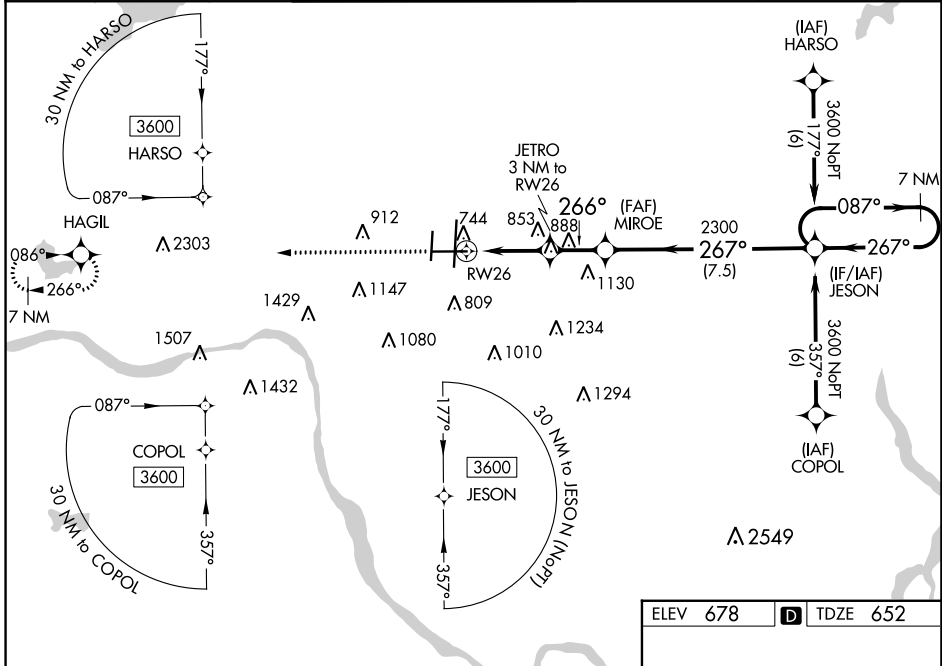 30 NM to HARSO
177°
3600
HARSO
087°
(IAF)
HARSO
3600 NoPT
177°
(6)
7 NM
087°
267°
(IF/IAF)
JESON
2300
267°
(7.5)
JETRO
3 NM to
RW26
266°
(FAF)
MIROE
853
888
1130
912
744
RW26
HAGIL
086°
266°
7 NM
2303
1147
809
1429
1080
1234
1010
1507
1432
1294
3600 NoPT
357°
(6)
(IAF)
COPOL
087°
COPOL
3600
357°
30 NM to COPOL
177°
3600
JESON
357°
30 NM to JESON (NoPT)
2549
ELEV 678 D TDZE 652